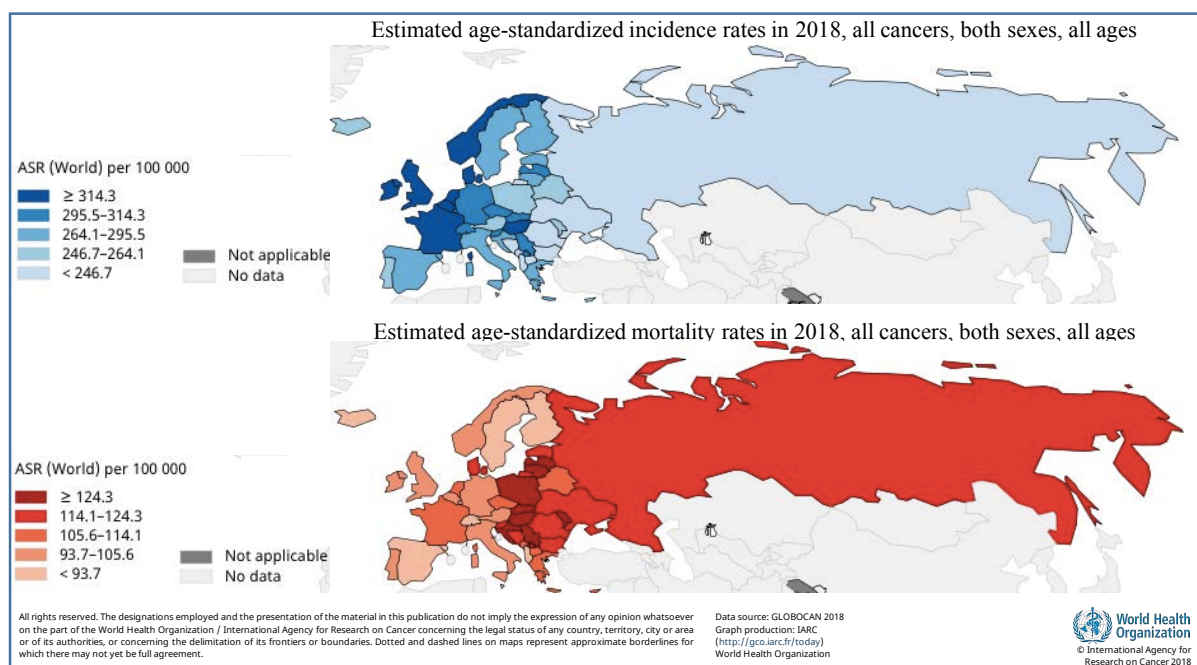 Estimated age-standardized incidence rates in 2018, all cancers, both sexes, all ages
ASR (World) per 100 000
≥ 314.3
295.5–314.3
264.1–295.5
246.7–264.1
< 246.7
Not applicable
No data
Estimated age-standardized mortality rates in 2018, all cancers, both sexes, all ages
ASR (World) per 100 000
≥ 124.3
114.1–124.3
105.6–114.1
93.7–105.6
< 93.7
Not applicable
No data
All rights reserved. The designations employed and the presentation of the material in this publication do not imply the expression of any opinion whatsoever
on the part of the World Health Organization / International Agency for Research on Cancer concerning the legal status of any country, territory, city or area
or of its authorities, or concerning the delimitation of its frontiers or boundaries. Dotted and dashed lines on maps represent approximate borderlines for
which there may not yet be full agreement.
Data source: GLOBOCAN 2018
Graph production: IARC
(http://gco.iarc.fr/today)
World Health Organization
World Health
Organization
© International Agency for
Research on Cancer 2018